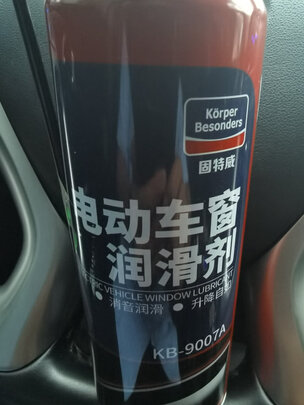 Körper
Besonders
固特威
电动车窗
润滑剂
VEHICLE WINDOW LUBRICANT
消音润滑
升降自
KB-9007A